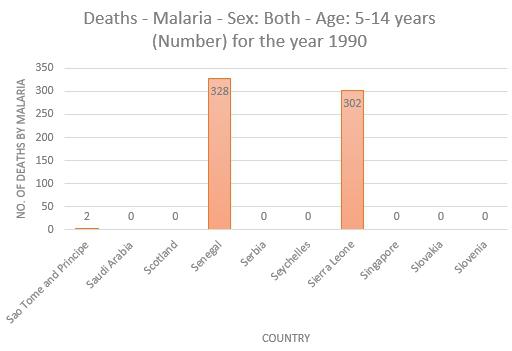 Deaths - Malaria - Sex: Both - Age: 5-14 years
(Number) for the year 1990
NO. OF DEATHS BY MALARIA
350
300
250
200
150
100
50
0
2
0
0
328
0
0
302
0
0
0
Sao Tome and Principe
Saudi Arabia
Scotland
Senegal
Serbia
Seychelles
Sierra Leone
Singapore
Slovakia
Slovenia
COUNTRY